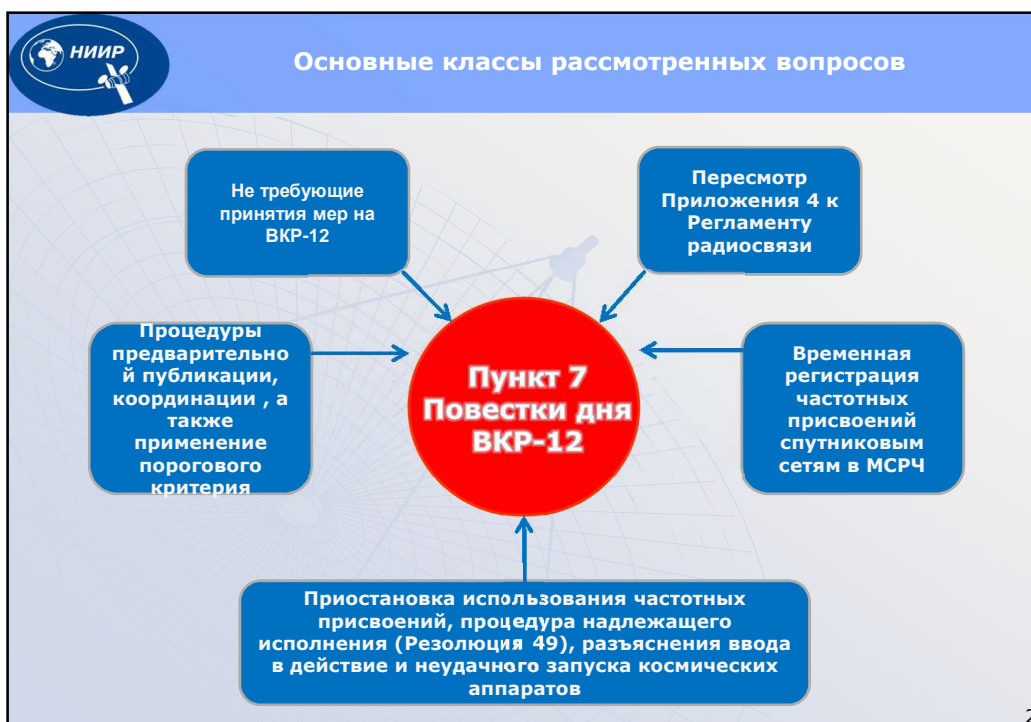 НИИР
Основные классы рассмотренных вопросов
Не требующие
принятия мер на
ВКР-12
Пересмотр
Приложения 4 к
Регламенту
радиосвязи
Процедуры
предварительно
й публикации,
координации , а
также
применение
порогового
критерия
Пункт 7
Повестки дня
ВКР-12
Временная
регистрация
частотных
присвоений
спутниковым
сетям в МСРЧ
Приостановка использования частотных
присвоений, процедура надлежащего
исполнения (Резолюция 49), разъяснения ввода
в действие и неудачного запуска космических
аппаратов